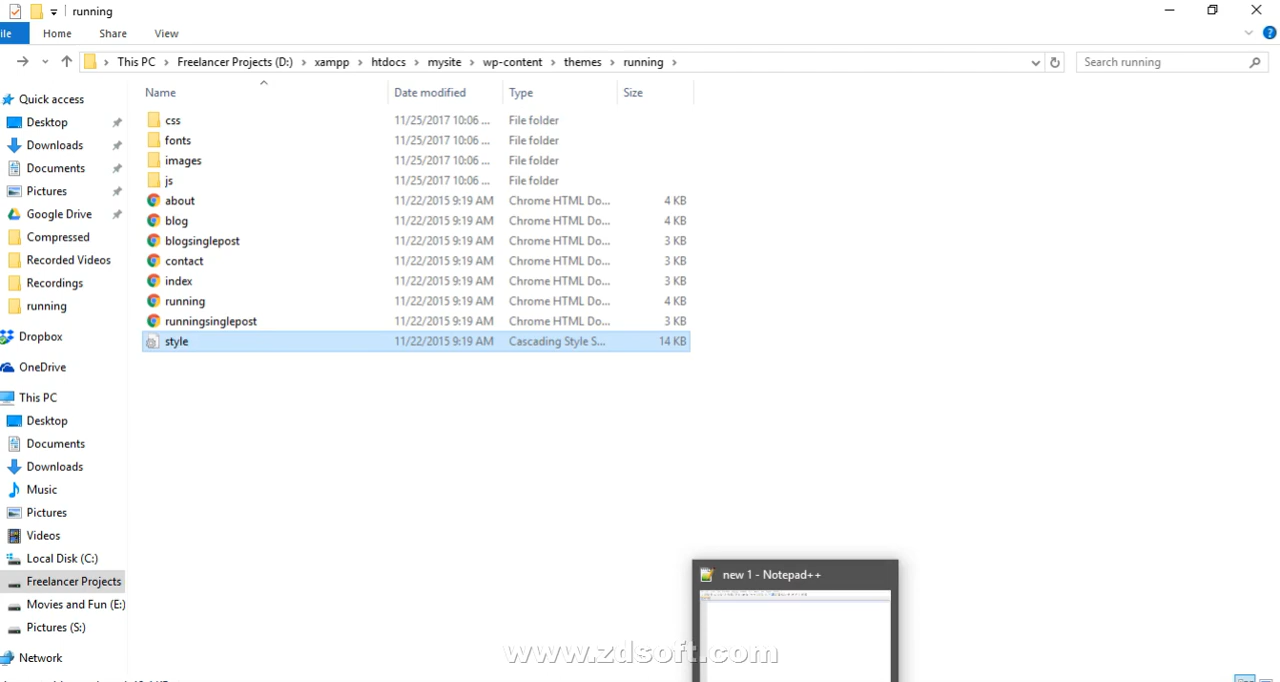 running
ile Home Share View
This PC Freelancer Projects (D:) xampp htdocs mysite wp-content themes running
Search running
Name Date modified Type Size
css 11/25/2017 10:06 ... File folder
fonts 11/25/2017 10:06 ... File folder
images 11/25/2017 10:06 ... File folder
js 11/25/2017 10:06 ... File folder
about 11/22/2015 9:19 AM Chrome HTML Do... 4 KB
blog 11/22/2015 9:19 AM Chrome HTML Do... 4 KB
blogsinglepost 11/22/2015 9:19 AM Chrome HTML Do... 3 KB
contact 11/22/2015 9:19 AM Chrome HTML Do... 3 KB
index 11/22/2015 9:19 AM Chrome HTML Do... 3 KB
running 11/22/2015 9:19 AM Chrome HTML Do... 4 KB
runningsinglepost 11/22/2015 9:19 AM Chrome HTML Do... 3 KB
style 11/22/2015 9:19 AM Cascading Style S... 14 KB
Quick access
Desktop
Downloads
Documents
Pictures
Google Drive
Compressed
Recorded Videos
Recordings
running
Dropbox
OneDrive
This PC
Desktop
Documents
Downloads
Music
Pictures
Videos
Local Disk (C:)
Freelancer Projects
Movies and Fun (E:)
Pictures (S:)
Network
new 1 - Notepad++
www.zdsoft.com